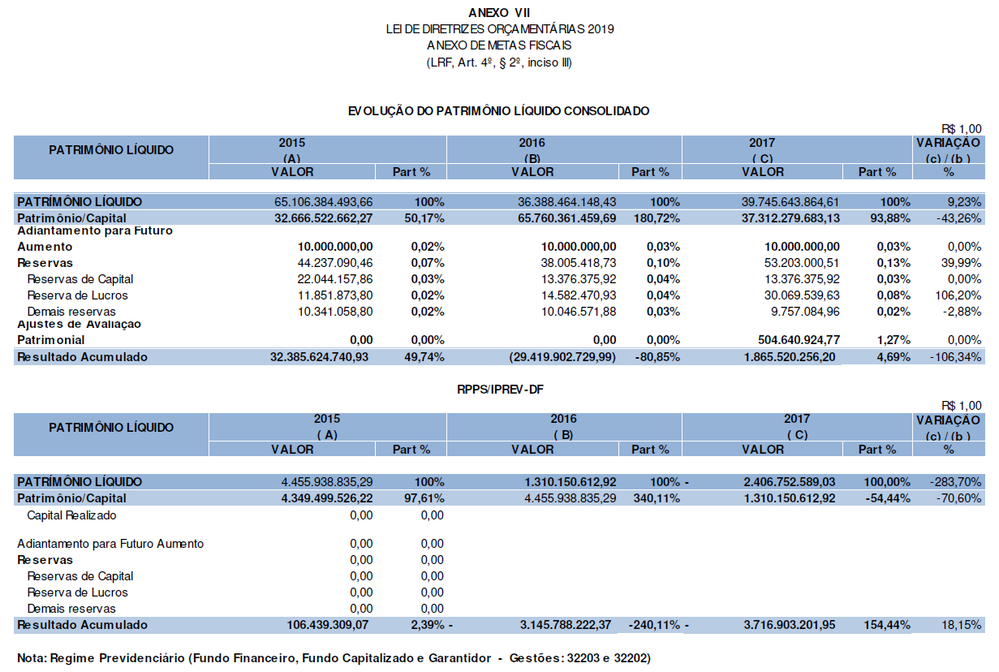 ANEXO VII
LEI DE DIRETRIZES ORÇAMENTÁRIAS 2019
ANEXO DE METAS FISCAIS
(LRF, Art. 4º, § 2º, inciso III)
EVOLUÇÃO DO PATRIMÔNIO LÍQUIDO CONSOLIDADO
R$ 1,00
PATRIMÔNIO LÍQUIDO 2015 2016 2017 VARIAÇÃO
(A) (B) ( C) (c) / (b )
VALOR Part % VALOR Part % VALOR Part % %
PATRÍMÔNIO LÍQUIDO 65.106.384.493,66 100% 36.388.464.148,43 100% 39.745.643.864,61 100% 9,23%
Patrimônio/Capital 32.666.522.662,27 50,17% 65.760.361.459,69 180,72% 37.312.279.683,13 93,88% -43,26%
Adiantamento para Futuro
Aumento 10.000.000,00 0,02% 10.000.000,00 0,03% 10.000.000,00 0,03% 0,00%
Reservas 44.237.090,46 0,07% 38.005.418,73 0,10% 53.203.000,51 0,13% 39,99%
Reservas de Capital 22.044.157,86 0,03% 13.376.375,92 0,04% 13.376.375,92 0,03% 0,00%
Reserva de Lucros 11.851.873,80 0,02% 14.582.470,93 0,04% 30.069.539,63 0,08% 106,20%
Demais reservas 10.341.058,80 0,02% 10.046.571,88 0,03% 9.757.084,96 0,02% -2,88%
Ajustes de Avaliação
Patrimonial 0,00 0,00% 0,00 0,00% 504.640.924,77 1,27% 0,00%
Resultado Acumulado 32.385.624.740,93 49,74% (29.419.902.729,99) -80,85% 1.865.520.256,20 4,69% -106,34%
RPPS/IPREV-DF
R$ 1,00
PATRIMÔNIO LÍQUIDO 2015 2016 2017 VARIAÇÃO
( A) ( B) ( C) (c) / (b )
VALOR Part % VALOR Part % VALOR Part % %
PATRÍMÔNIO LÍQUIDO 4.455.938.835,29 100% 1.310.150.612,92 100% - 2.406.752.589,03 100,00% -283,70%
Patrimônio/Capital 4.349.499.526,22 97,61% 4.455.938.835,29 340,11% 1.310.150.612,92 -54,44% -70,60%
Capital Realizado 0,00 0,00
Adiantamento para Futuro Aumento 0,00 0,00
Reservas 0,00 0,00
Reservas de Capital 0,00 0,00
Reserva de Lucros 0,00 0,00
Demais reservas 0,00 0,00
Resultado Acumulado 106.439.309,07 2,39% - 3.145.788.222,37 -240,11% - 3.716.903.201,95 154,44% 18,15%
Nota: Regime Previdenciário (Fundo Financeiro, Fundo Capitalizado e Garantidor - Gestões: 32203 e 32202)